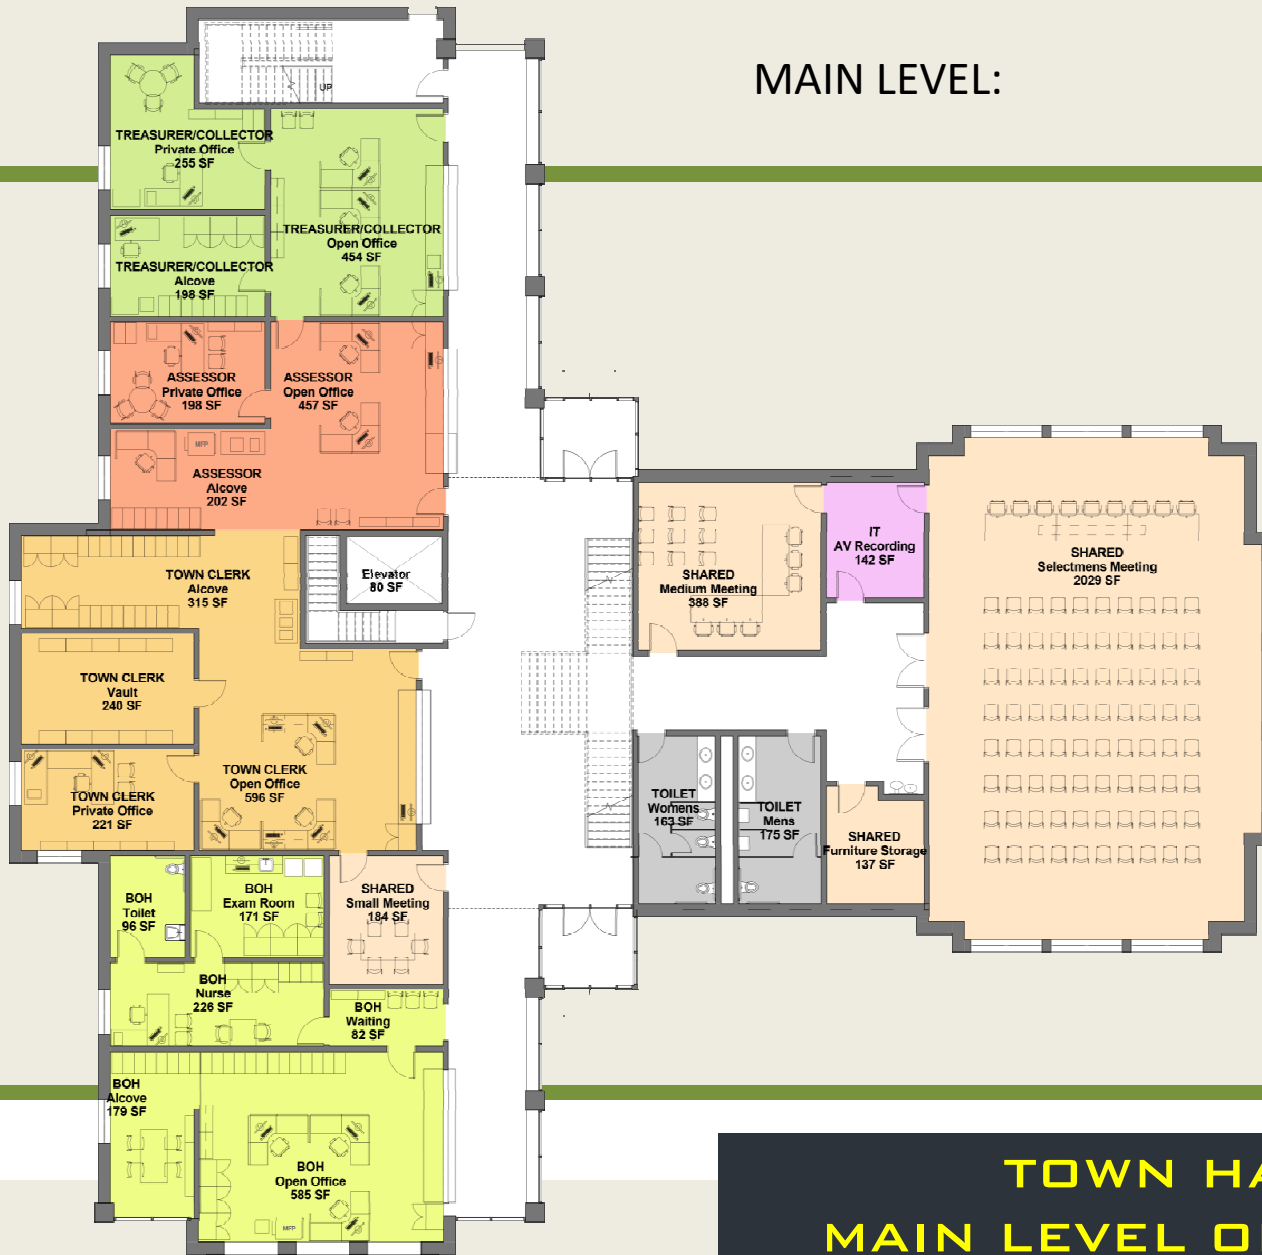 MAIN LEVEL:
UP
TREASURER/COLLECTOR
Private Office
255 SF
TREASURER/COLLECTOR
Open Office
454 SF
TREASURER/COLLECTOR
Alcove
198 SF
ASSESSOR
Private Office
198 SF
ASSESSOR
Open Office
457 SF
MFP
ASSESSOR
Alcove
202 SF
TOWN CLERK
Alcove
315 SF
Elevator
80 SF
SHARED
Medium Meeting
388 SF
IT
AV Recording
142 SF
SHARED
Selectmens Meeting
2029 SF
TOWN CLERK
Vault
240 SF
TOWN CLERK
Open Office
596 SF
TOWN CLERK
Private Office
221 SF
TOILET
Womens
163 SF
TOILET
Mens
175 SF
SHARED
Furniture Storage
137 SF
BOH
Toilet
96 SF
BOH
Exam Room
171 SF
SHARED
Small Meeting
184 SF
BOH
Nurse
226 SF
BOH
Waiting
82 SF
BOH
Alcove
179 SF
BOH
Open Office
585 SF
MFP
TOWN HA
MAIN LEVEL O